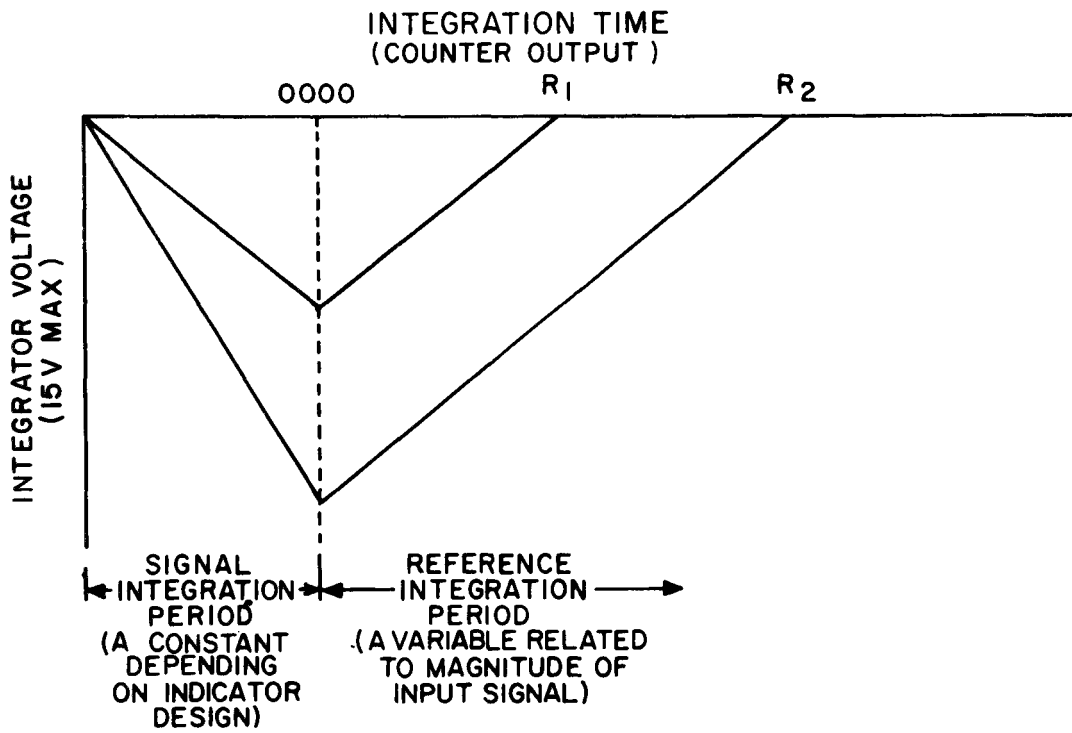 INTEGRATION TIME
(COUNTER OUTPUT)
0000
R1
R2
INTEGRATOR VOLTAGE
(15 V MAX)
SIGNAL
INTEGRATION
PERIOD
(A CONSTANT
DEPENDING
ON INDICATOR
DESIGN)
REFERENCE
INTEGRATION
PERIOD
(A VARIABLE RELATED
TO MAGNITUDE OF
INPUT SIGNAL)